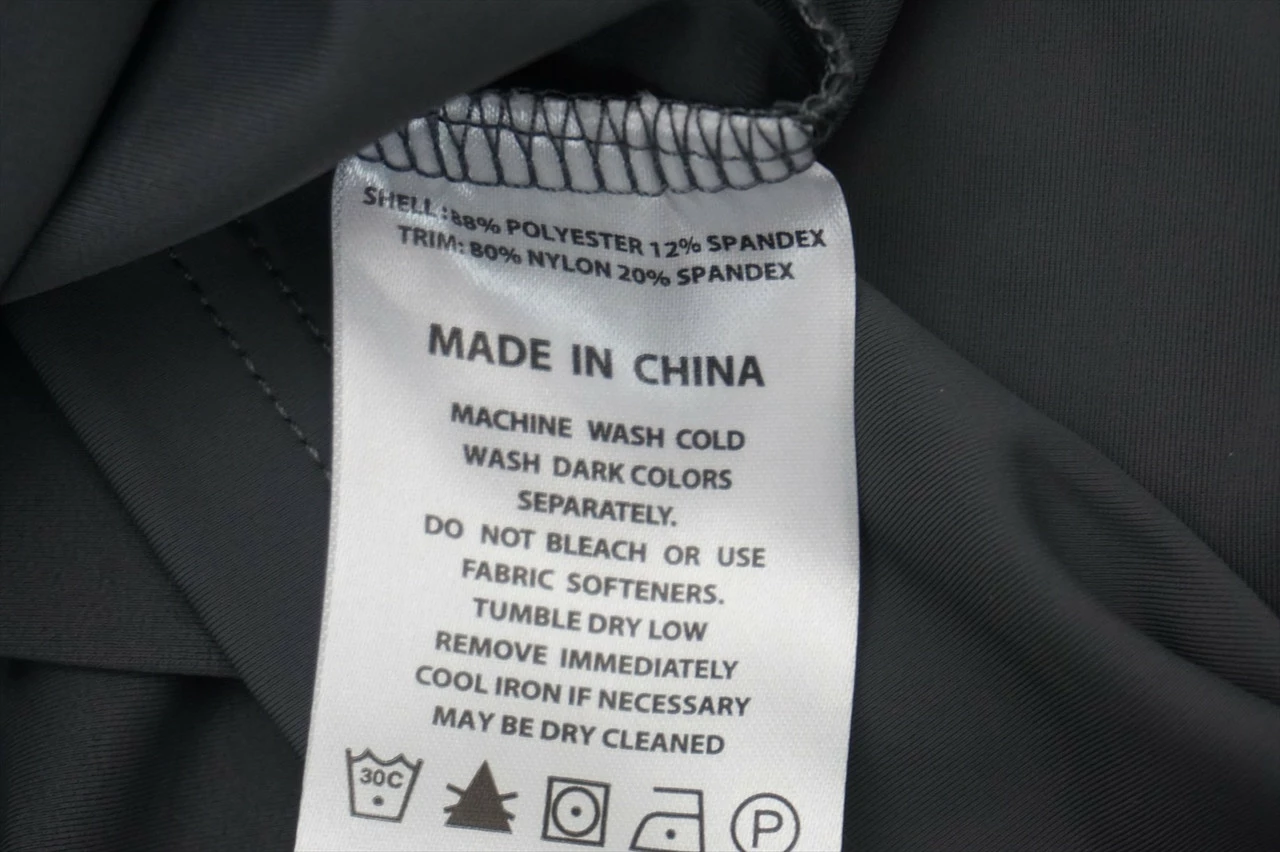 SHELL : 88% POLYESTER 12% SPANDEX
TRIM: 80% NYLON 20% SPANDEX
MADE IN CHINA
MACHINE WASH COLD
WASH DARK COLORS
SEPARATELY.
DO NOT BLEACH OR USE
FABRIC SOFTENERS.
TUMBLE DRY LOW
REMOVE IMMEDIATELY
COOL IRON IF NECESSARY
MAY BE DRY CLEANED
30C P